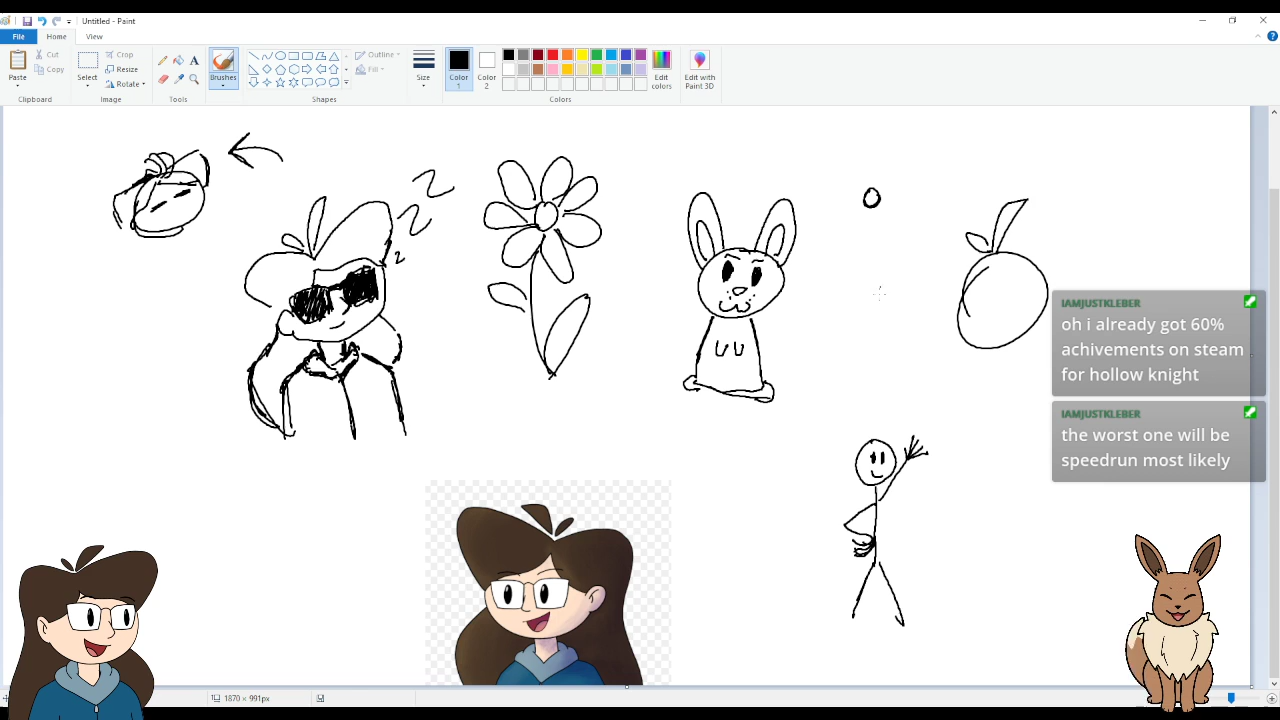 Untitled - Paint
File Home View
Paste
Cut
Copy
Clipboard
Select
Crop
Resize
Rotate
Image
A
Tools
Brushes
Shapes
Outline
Fill
Size
Color 1
Color 2
Edit colors
Colors
Edit with Paint 3D
z
z
z
IAMJUSTKLEBER
oh i already got 60%
achivements on steam
for hollow knight
IAMJUSTKLEBER
the worst one will be
speedrun most likely
1870 × 991px